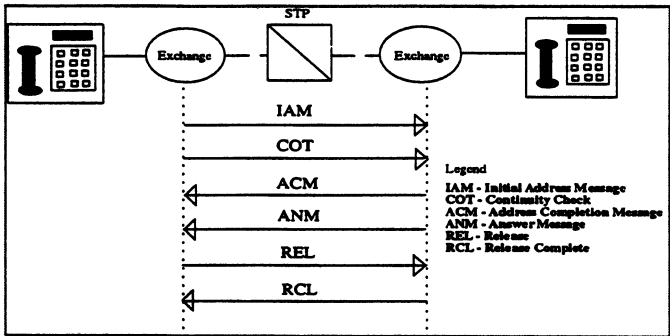 STP
Exchange
Exchange
IAM
COT
ACM
ANM
REL
RCL
Legend
IAM - Initial Address Message
COT - Continuity Check
ACM - Address Completion Message
ANM - Answer Message
REL - Release
RCL - Release Complete